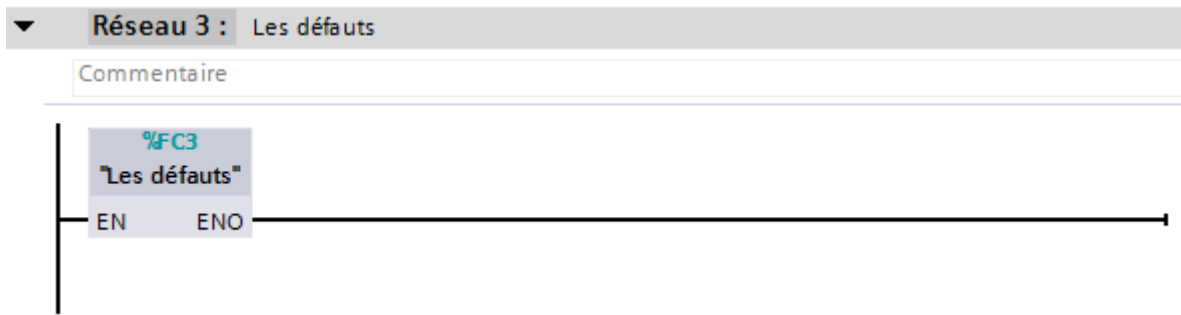 Réseau 3 : Les défauts
Commentaire
%FC3
"Les défauts"
EN ENO